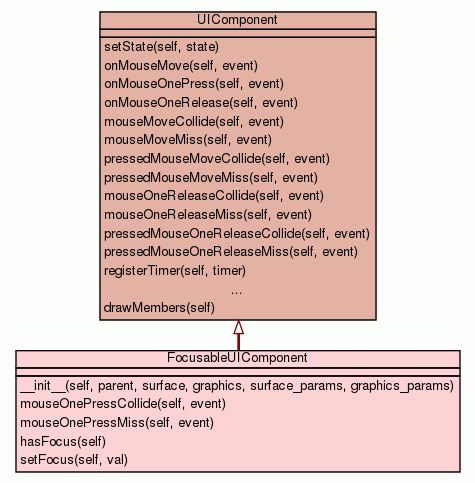 UIComponent
setState(self, state)
onMouseMove(self, event)
onMouseOnePress(self, event)
onMouseOneRelease(self, event)
mouseMoveCollide(self, event)
mouseMoveMiss(self, event)
pressedMouseMoveCollide(self, event)
pressedMouseMoveMiss(self, event)
mouseOneReleaseCollide(self, event)
mouseOneReleaseMiss(self, event)
pressedMouseOneReleaseCollide(self, event)
pressedMouseOneReleaseMiss(self, event)
registerTimer(self, timer)
...
drawMembers(self)
FocusableUIComponent
__init__(self, parent, surface, graphics, surface_params, graphics_params)
mouseOnePressCollide(self, event)
mouseOnePressMiss(self, event)
hasFocus(self)
setFocus(self, val)